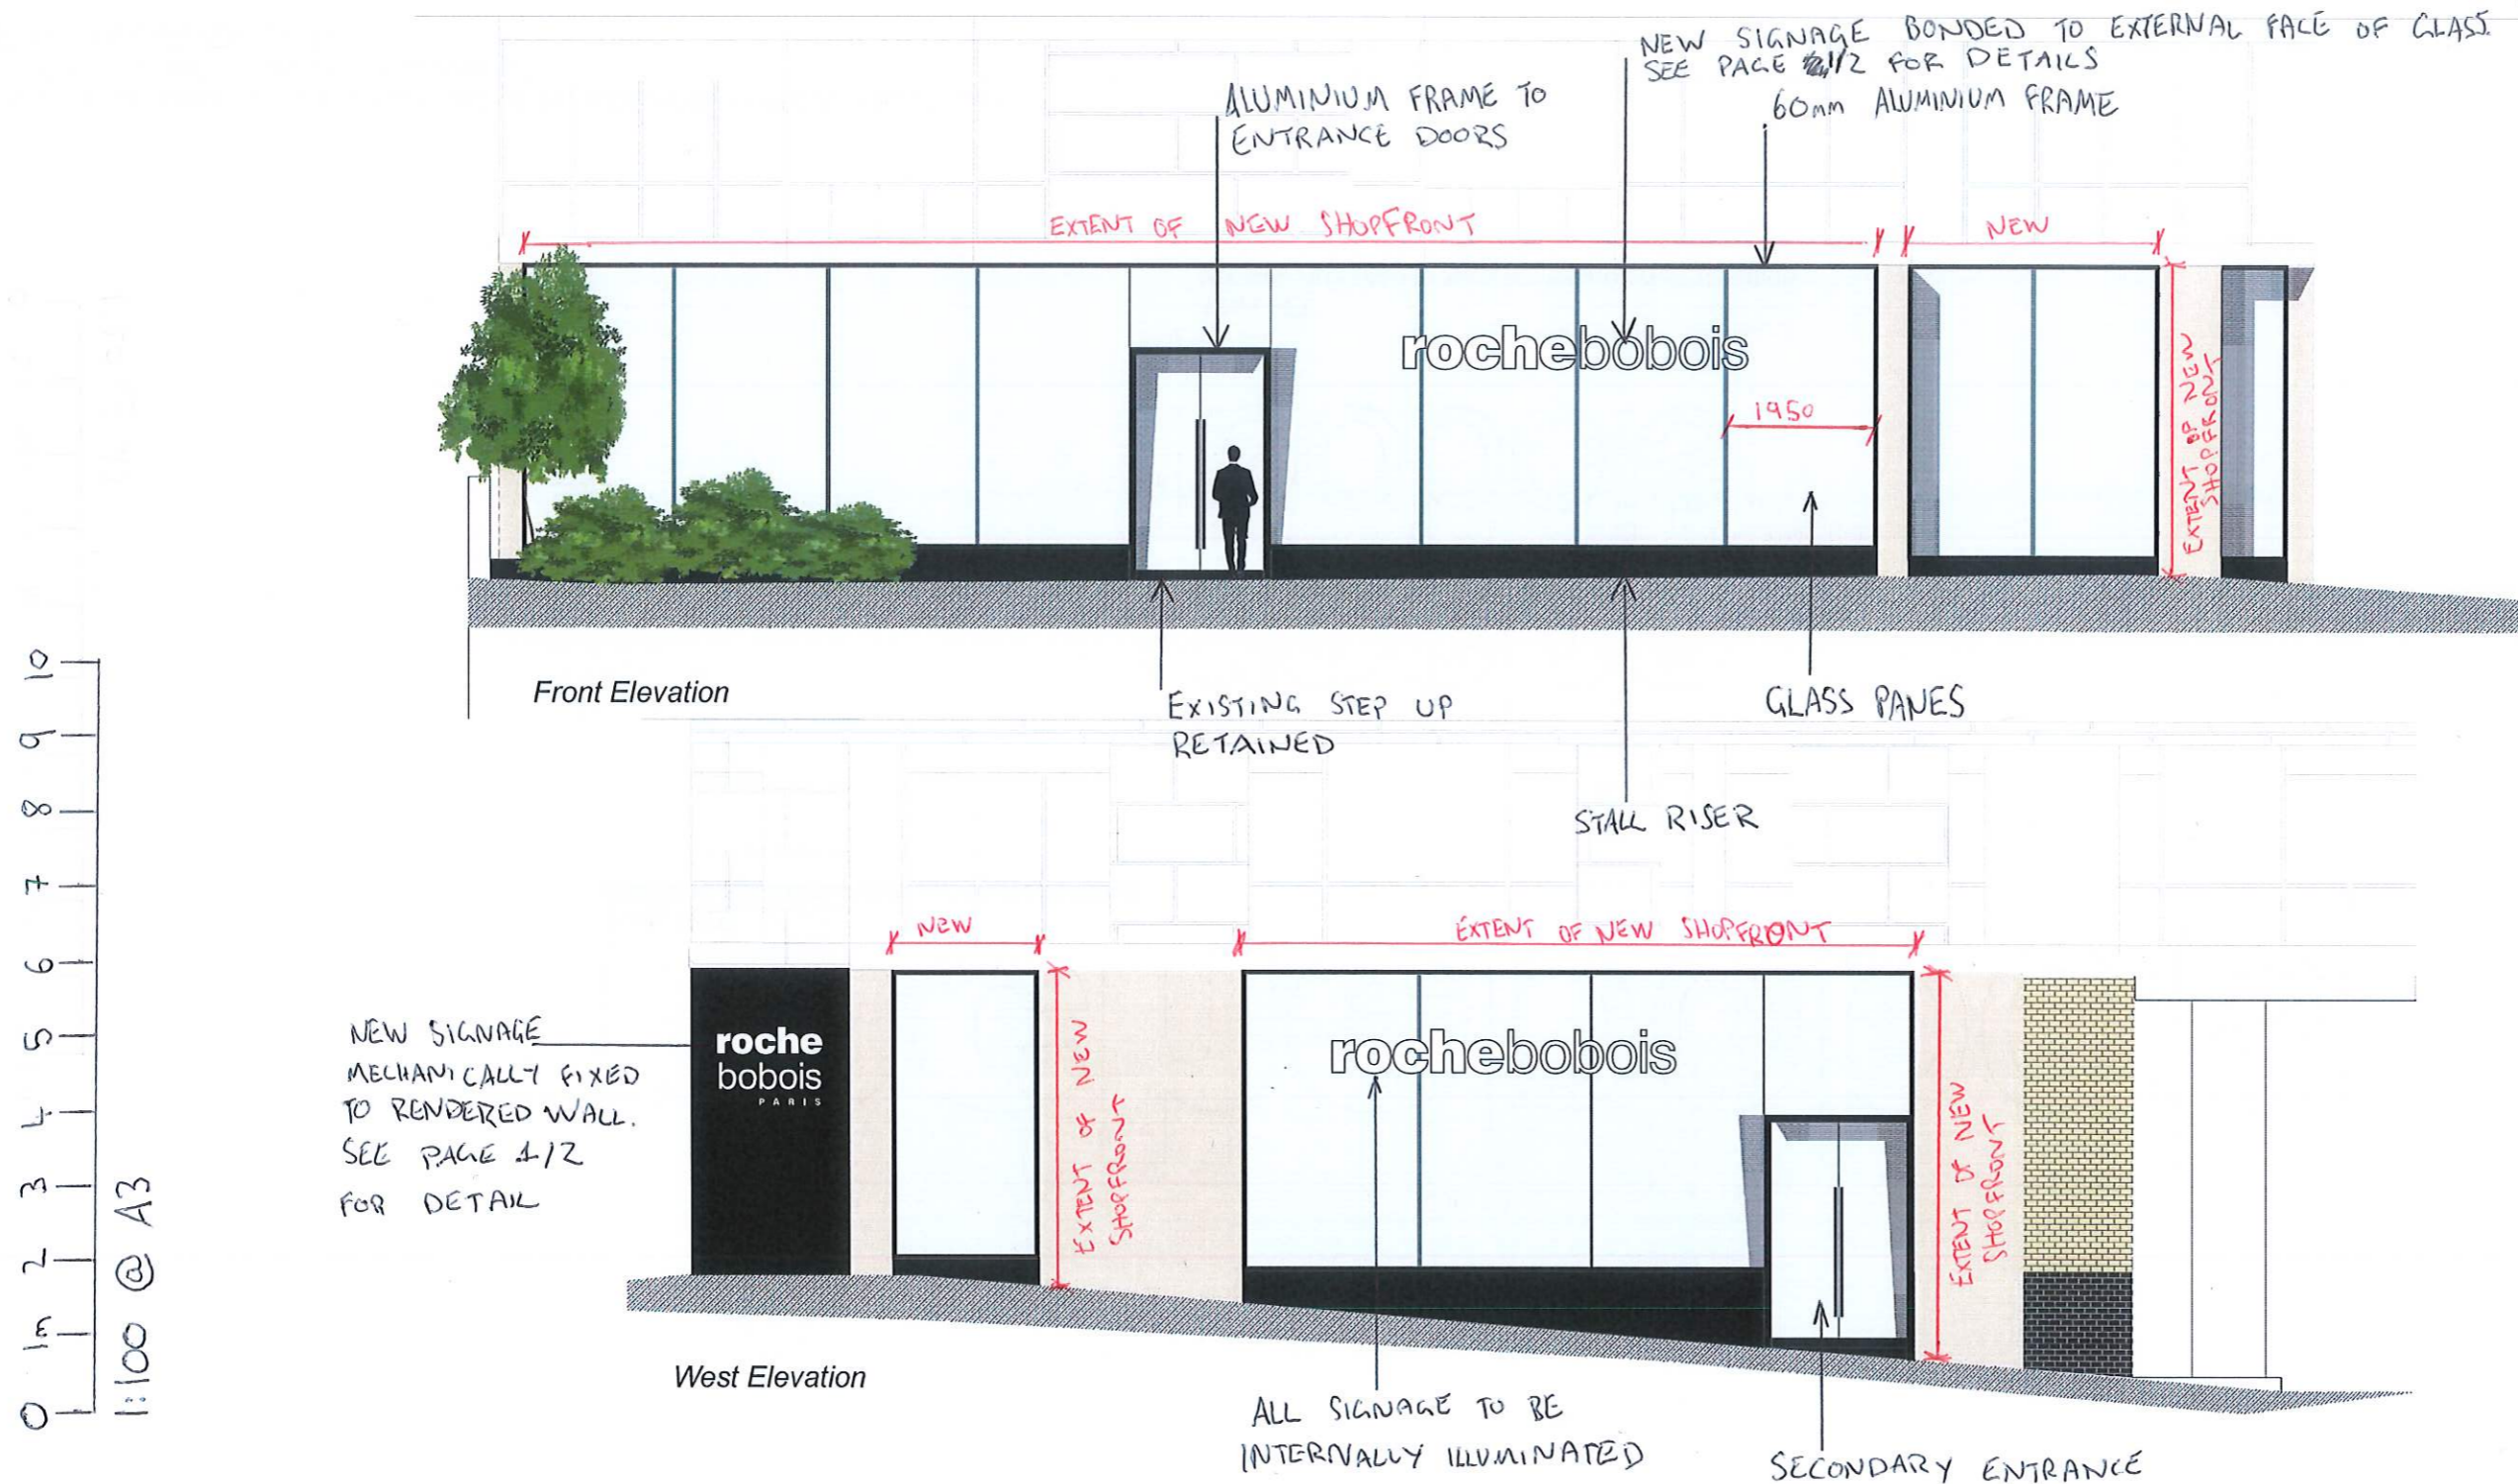 NEW SIGNAGE BONDED TO EXTERNAL FACE OF GLASS.
SEE PAGE 1/2 FOR DETAILS
60mm ALUMINIUM FRAME
ALUMINIUM FRAME TO
ENTRANCE DOORS
EXTENT OF NEW SHOPFRONT
NEW
rochebobois
1950
EXTENT OF NEW
SHOPFRONT
Front Elevation
EXISTING STEP UP
RETAINED
GLASS PANES
STALL RISER
NEW
EXTENT OF NEW SHOPFRONT
NEW SIGNAGE
MECHANICALLY FIXED
TO RENDERED WALL.
SEE PAGE 1/2
FOR DETAIL
roche
bobois
PARIS
EXTENT OF NEW
SHOPFRONT
rochebobois
EXTENT OF NEW
SHOPFRONT
West Elevation
ALL SIGNAGE TO BE
INTERNALLY ILLUMINATED
SECONDARY ENTRANCE
10
9
8
7
6
5
4
3
2
1m
0
1:100 @ A3